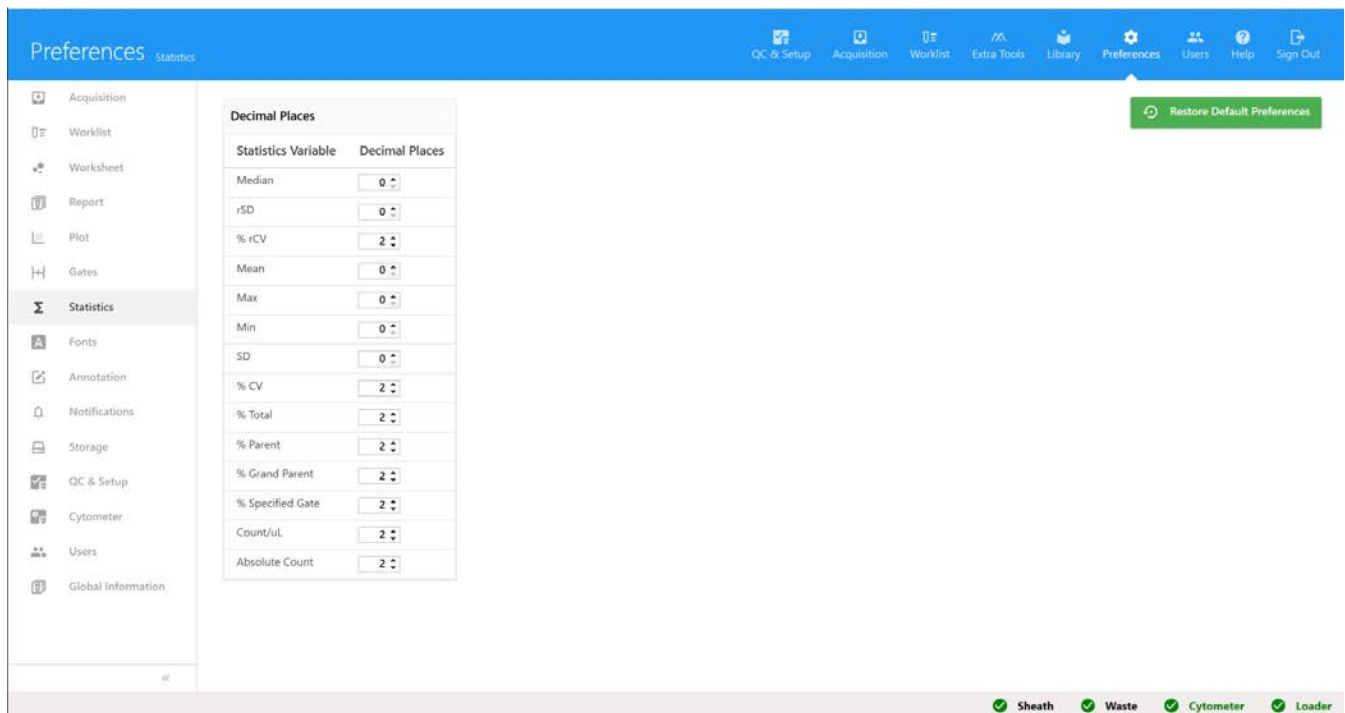 Preferences Statistics
QC & Setup Acquisition Worklist Extra Tools Library Preferences Users Help Sign Out
Acquisition
Worklist
Worksheet
Report
Plot
Gates
Statistics
Fonts
Annotation
Notifications
Storage
QC & Setup
Cytometer
Users
Global Information
«
Restore Default Preferences
Decimal Places
Statistics Variable Decimal Places
Median 0
rSD 0
% rCV 2
Mean 0
Max 0
Min 0
SD 0
% CV 2
% Total 2
% Parent 2
% Grand Parent 2
% Specified Gate 2
Count/uL 2
Absolute Count 2
Sheath Waste Cytometer Loader